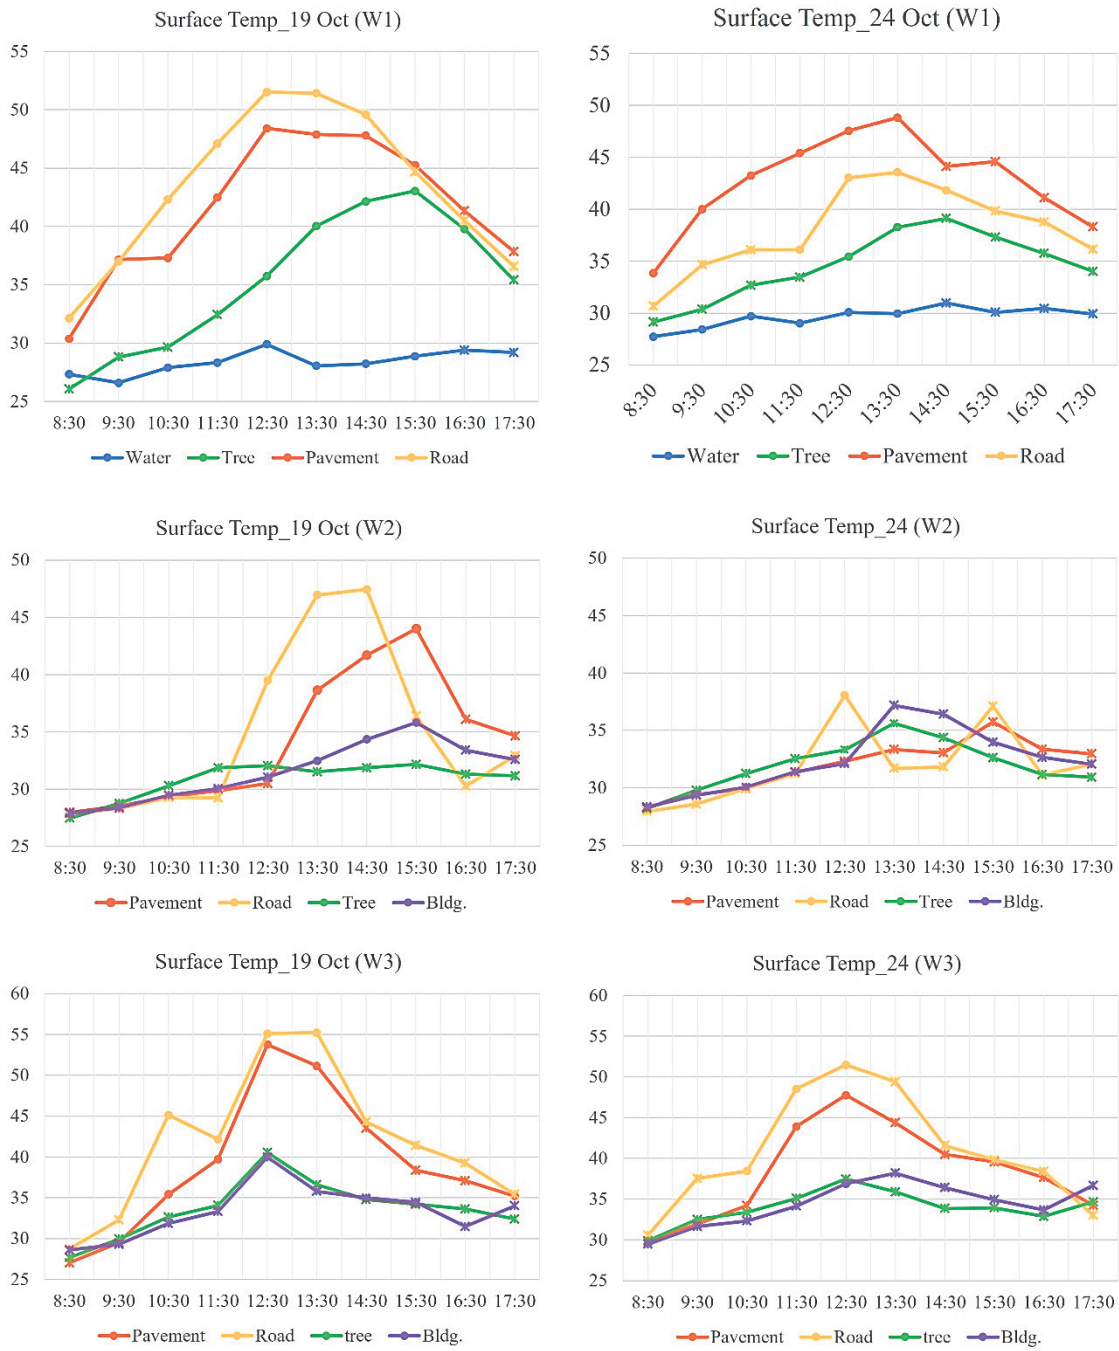 Surface Temp_19 Oct (W1)
55
50
45
40
35
30
25
8:30 9:30 10:30 11:30 12:30 13:30 14:30 15:30 16:30 17:30
Water Tree Pavement Road
Surface Temp_24 Oct (W1)
55
50
45
40
35
30
25
8:30 9:30 10:30 11:30 12:30 13:30 14:30 15:30 16:30 17:30
Water Tree Pavement Road
Surface Temp_19 Oct (W2)
50
45
40
35
30
25
8:30 9:30 10:30 11:30 12:30 13:30 14:30 15:30 16:30 17:30
Pavement Road Tree Bldg.
Surface Temp_24 (W2)
50
45
40
35
30
25
8:30 9:30 10:30 11:30 12:30 13:30 14:30 15:30 16:30 17:30
Pavement Road Tree Bldg.
Surface Temp_19 Oct (W3)
60
55
50
45
40
35
30
25
8:30 9:30 10:30 11:30 12:30 13:30 14:30 15:30 16:30 17:30
Pavement Road tree Bldg.
Surface Temp_24 (W3)
60
55
50
45
40
35
30
25
8:30 9:30 10:30 11:30 12:30 13:30 14:30 15:30 16:30 17:30
Pavement Road tree Bldg.